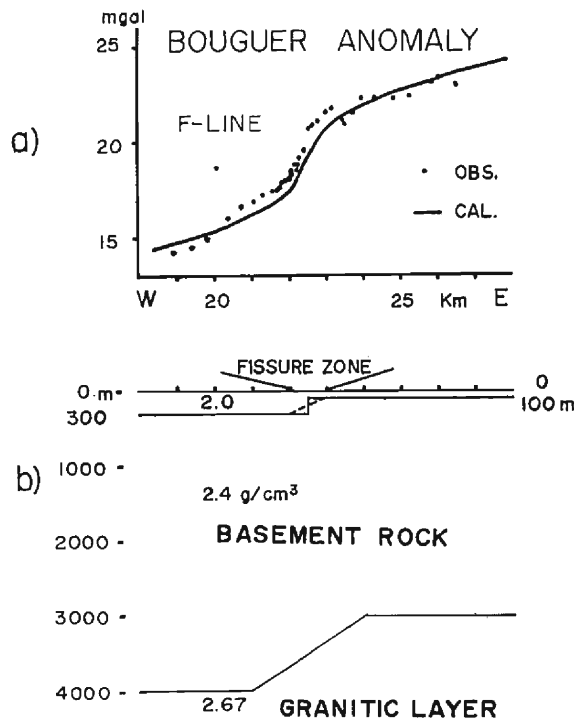 mgal
25
BOUGUER ANOMALY
a)
F-LINE
20
• OBS.
— CAL.
15
W 20 25 Km E
FISSURE ZONE
0 m 0
2.0
300 100 m
1000
b)
2.4 g/cm³
2000
BASEMENT ROCK
3000
4000
2.67
GRANITIC LAYER